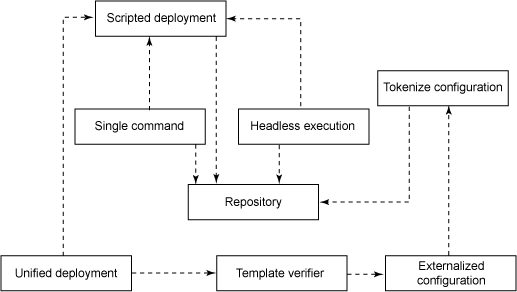 Scripted deployment
Tokenize configuration
Single command
Headless execution
Repository
Unified deployment
Template verifier
Externalized
configuration